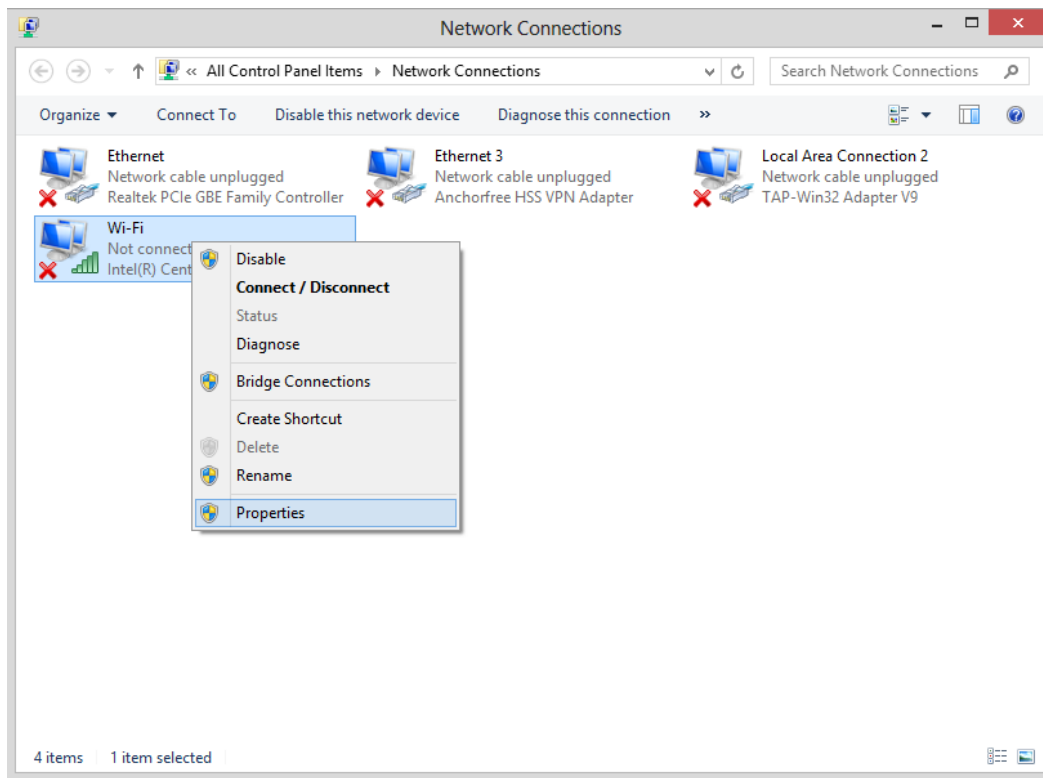 Network Connections
« All Control Panel Items ▸ Network Connections
Search Network Connections
Organize ▾ Connect To Disable this network device Diagnose this connection »
Ethernet
Network cable unplugged
Realtek PCIe GBE Family Controller
Ethernet 3
Network cable unplugged
Anchorfree HSS VPN Adapter
Local Area Connection 2
Network cable unplugged
TAP-Win32 Adapter V9
Wi-Fi
Not connect
Intel(R) Cent
Disable
Connect / Disconnect
Status
Diagnose
Bridge Connections
Create Shortcut
Delete
Rename
Properties
4 items 1 item selected